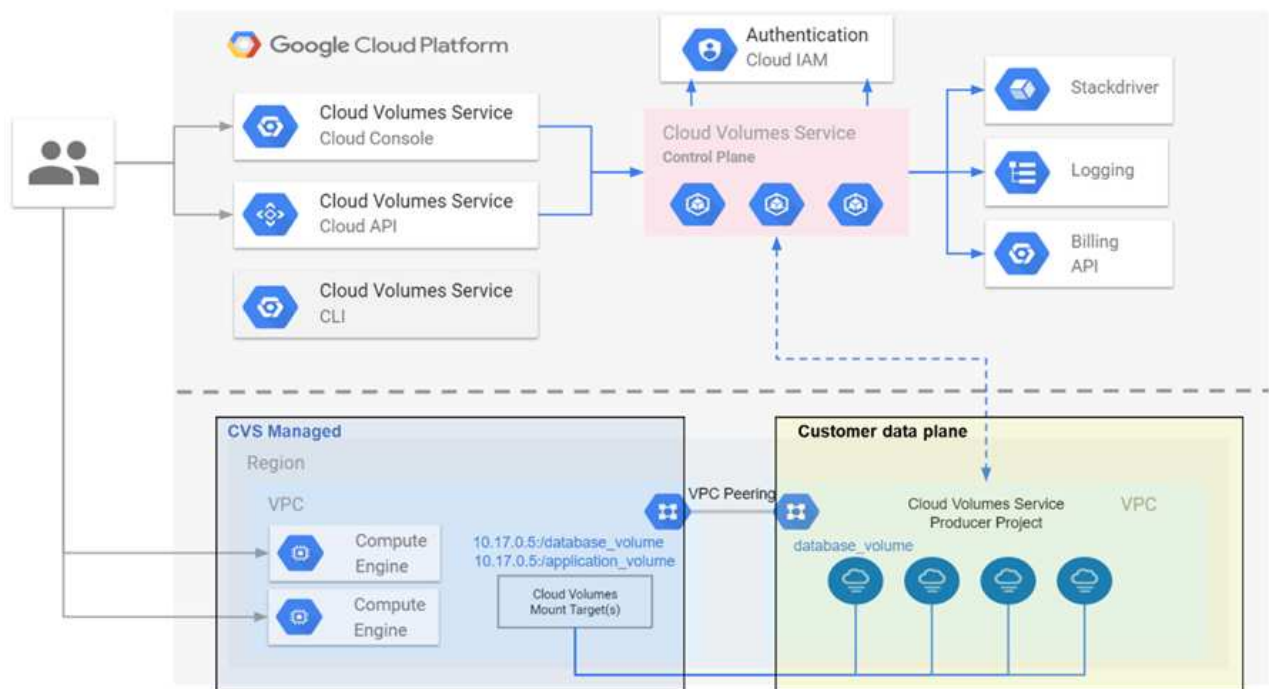 Google Cloud Platform
Authentication
Cloud IAM
Cloud Volumes Service
Cloud Console
Cloud Volumes Service
Cloud API
Cloud Volumes Service
CLI
Cloud Volumes Service
Control Plane
Stackdriver
Logging
Billing
API
CVS Managed
Region
VPC
Compute
Engine
Compute
Engine
10.17.0.5:/database_volume
10.17.0.5:/application_volume
Cloud Volumes
Mount Target(s)
VPC Peering
Customer data plane
Cloud Volumes Service
Producer Project
VPC
database_volume